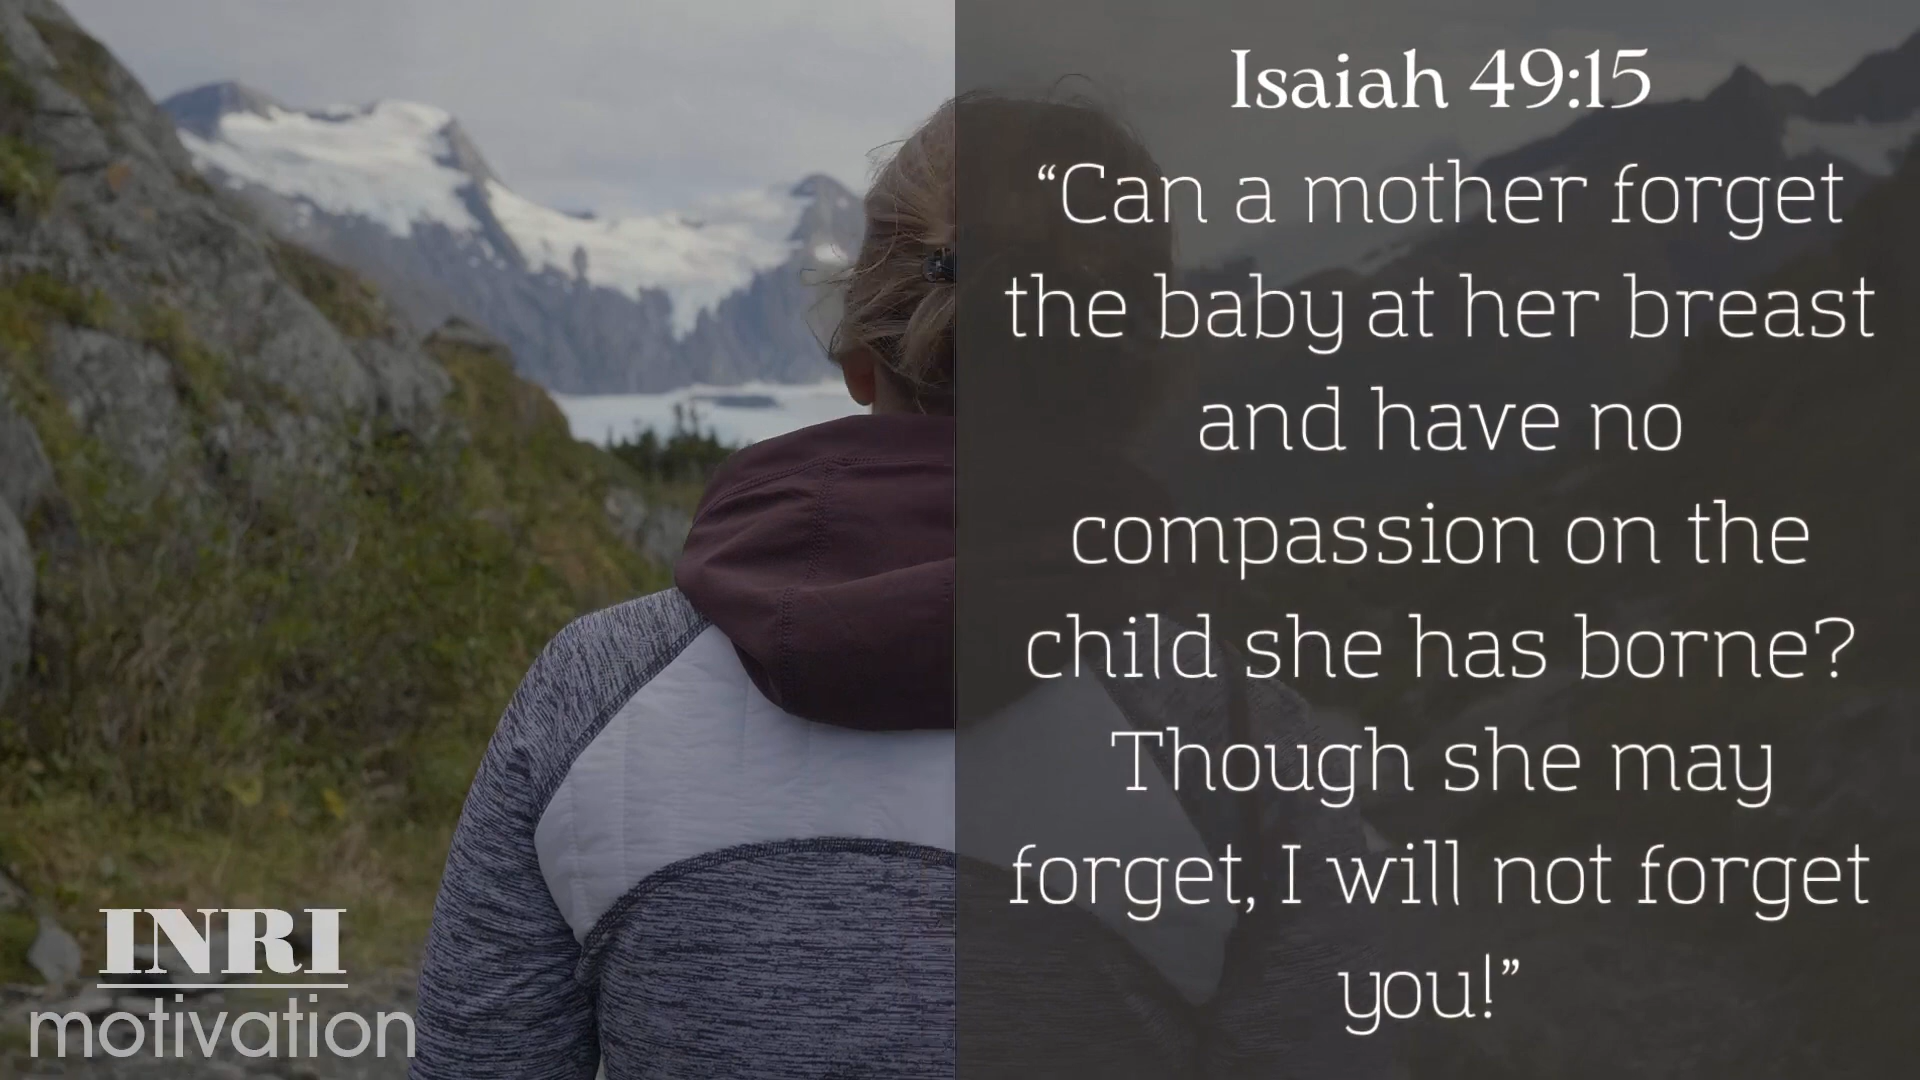 Isaiah 49:15
“Can a mother forget
the baby at her breast
and have no
compassion on the
child she has borne?
Though she may
forget, I will not forget
you!”
INRI
motivation